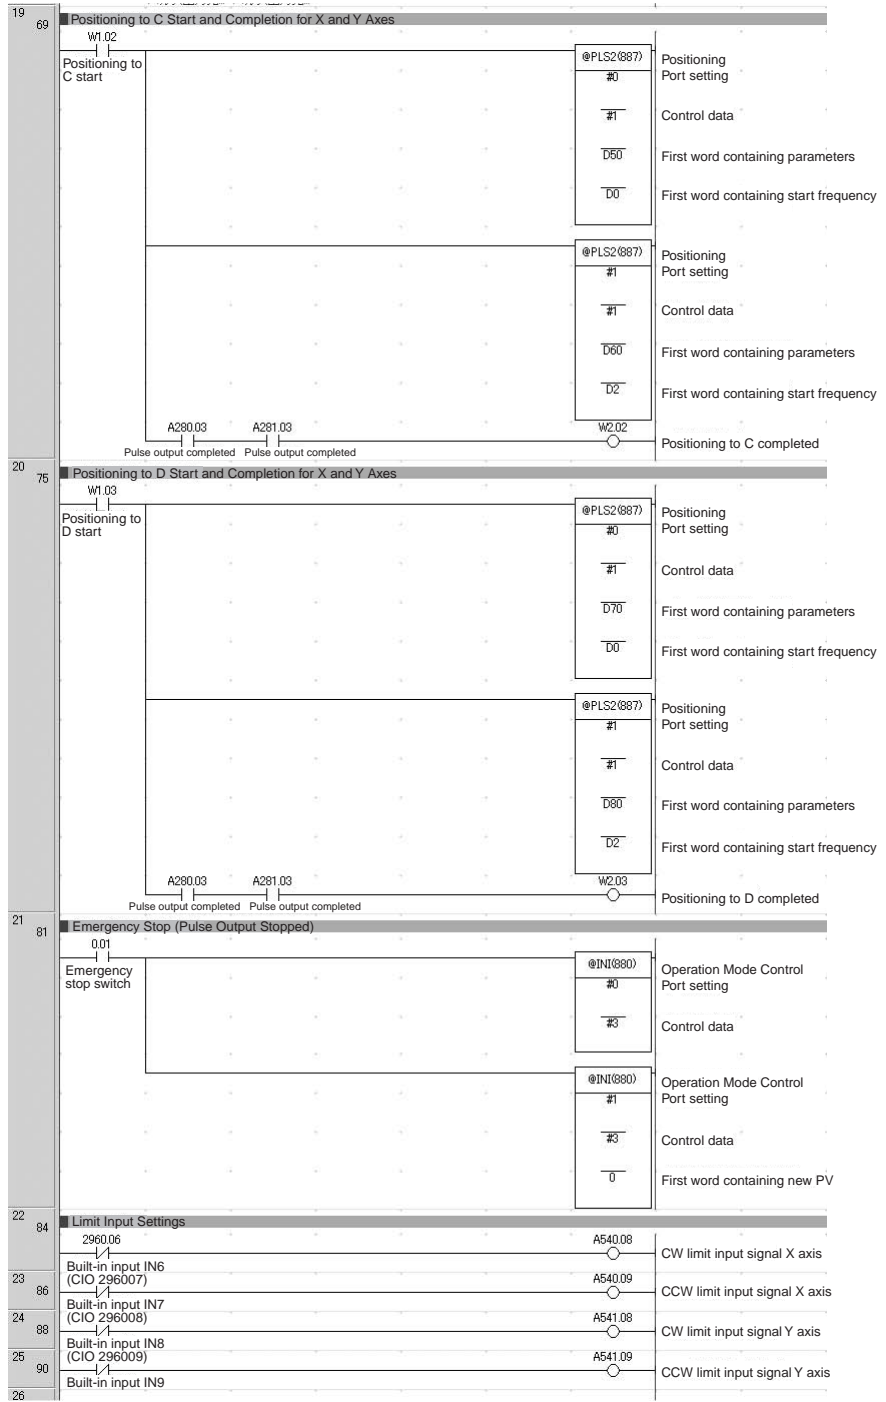 19
69
Positioning to C Start and Completion for X and Y Axes
W1.02
Positioning to
C start
@PLS2(887)
Positioning
#0
Port setting
#1
Control data
D50
First word containing parameters
D0
First word containing start frequency
@PLS2(887)
Positioning
#1
Port setting
#1
Control data
D60
First word containing parameters
D2
First word containing start frequency
A280.03
A281.03
W2.02
Pulse output completed
Pulse output completed
Positioning to C completed
20
75
Positioning to D Start and Completion for X and Y Axes
W1.03
Positioning to
D start
@PLS2(887)
Positioning
#0
Port setting
#1
Control data
D70
First word containing parameters
D0
First word containing start frequency
@PLS2(887)
Positioning
#1
Port setting
#1
Control data
D80
First word containing parameters
D2
First word containing start frequency
A280.03
A281.03
W2.03
Pulse output completed
Pulse output completed
Positioning to D completed
21
81
Emergency Stop (Pulse Output Stopped)
0.01
Emergency
stop switch
@INI(880)
Operation Mode Control
#0
Port setting
#3
Control data
@INI(880)
Operation Mode Control
#1
Port setting
#3
Control data
0
First word containing new PV
22
84
Limit Input Settings
2960.06
A540.08
CW limit input signal X axis
Built-in input IN6
23
86
(CIO 296007)
A540.09
CCW limit input signal X axis
Built-in input IN7
24
88
(CIO 296008)
A541.08
CW limit input signal Y axis
Built-in input IN8
25
90
(CIO 296009)
A541.09
CCW limit input signal Y axis
Built-in input IN9
26